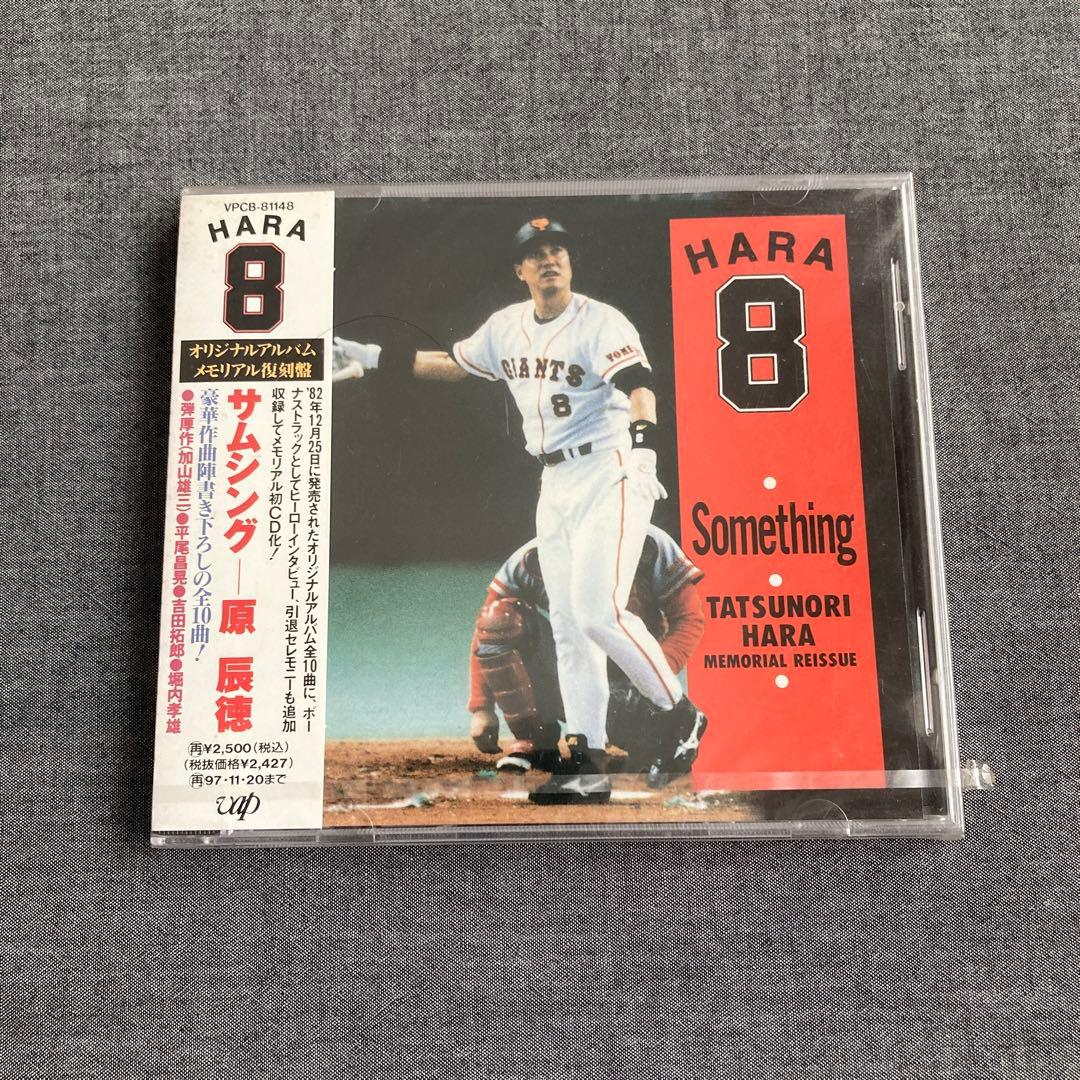 VPCB-81148
HARA
8
オリジナルアルバム
メモリアル復刻盤
'82年12月25日に発売されたオリジナルアルバム全10曲に、ボー
ナストラックとしてヒーローインタビュー、引退セレモニーも追加
収録してメモリアル初CD化!
サムシング—原 辰徳
豪華作曲陣書き下ろしの全10曲!
●弾厚作(加山雄三)●平尾昌晃●吉田拓郎●堀内孝雄
再¥2,500(税込)
(税抜価格¥2,427)
再97・11・20まで
vap
GIANTS
8
YOMI
HARA
8
Something
TATSUNORI
HARA
MEMORIAL REISSUE